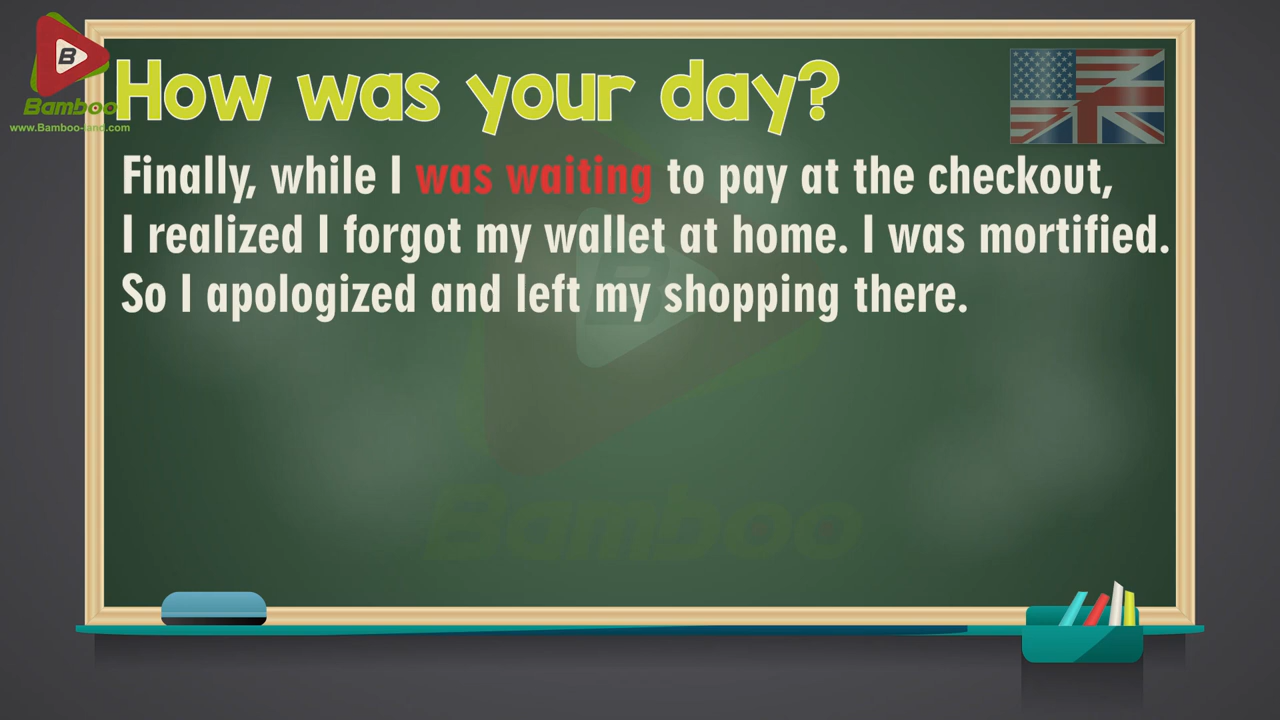 B
Bamboo
www.Bamboo-land.com
How was your day?
Finally, while I was waiting to pay at the checkout,
I realized I forgot my wallet at home. I was mortified.
So I apologized and left my shopping there.
B
Bamboo